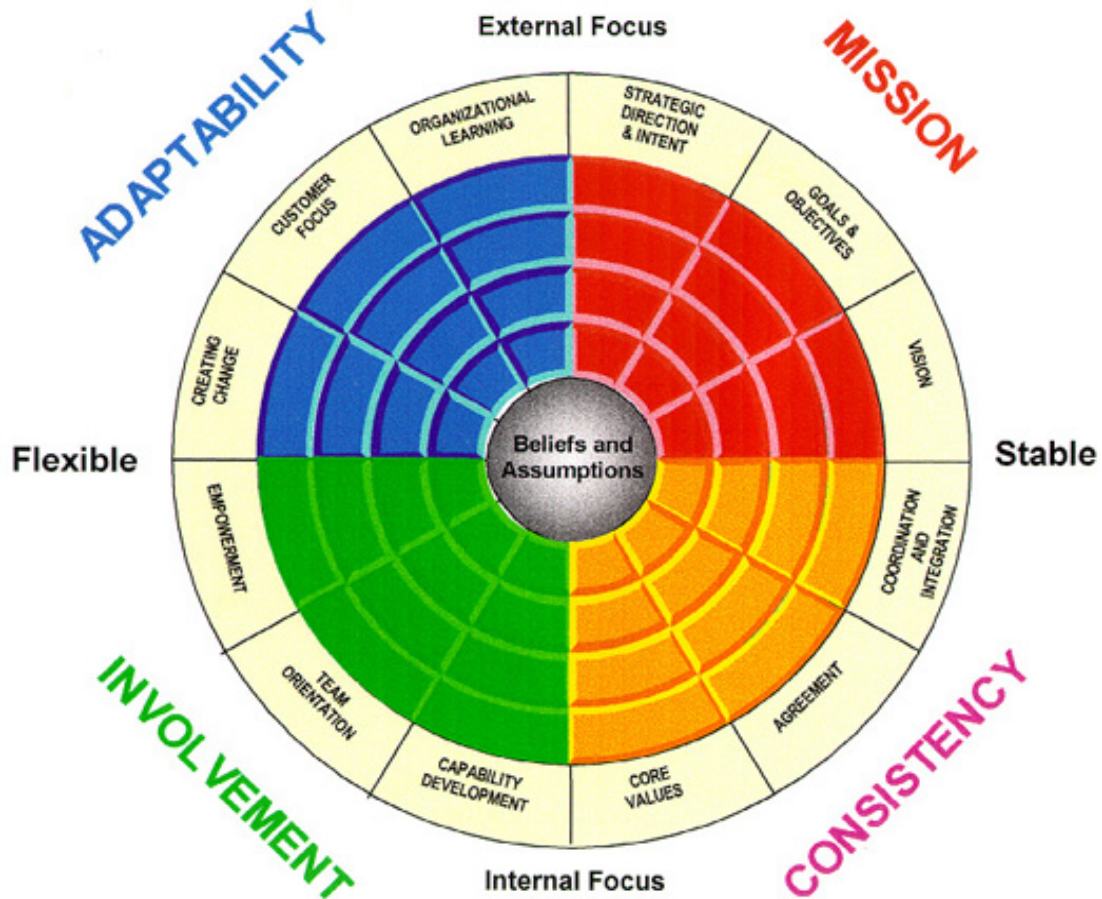 External Focus
ADAPTABILITY
MISSION
ORGANIZATIONAL
LEARNING
STRATEGIC
DIRECTION
& INTENT
CUSTOMER
FOCUS
GOALS &
OBJECTIVES
CREATING
CHANGE
VISION
Flexible
Beliefs and
Assumptions
Stable
EMPOWERMENT
COORDINATION
AND
INTEGRATION
TEAM
ORIENTATION
AGREEMENT
CAPABILITY
DEVELOPMENT
CORE
VALUES
INVOLVEMENT
CONSISTENCY
Internal Focus